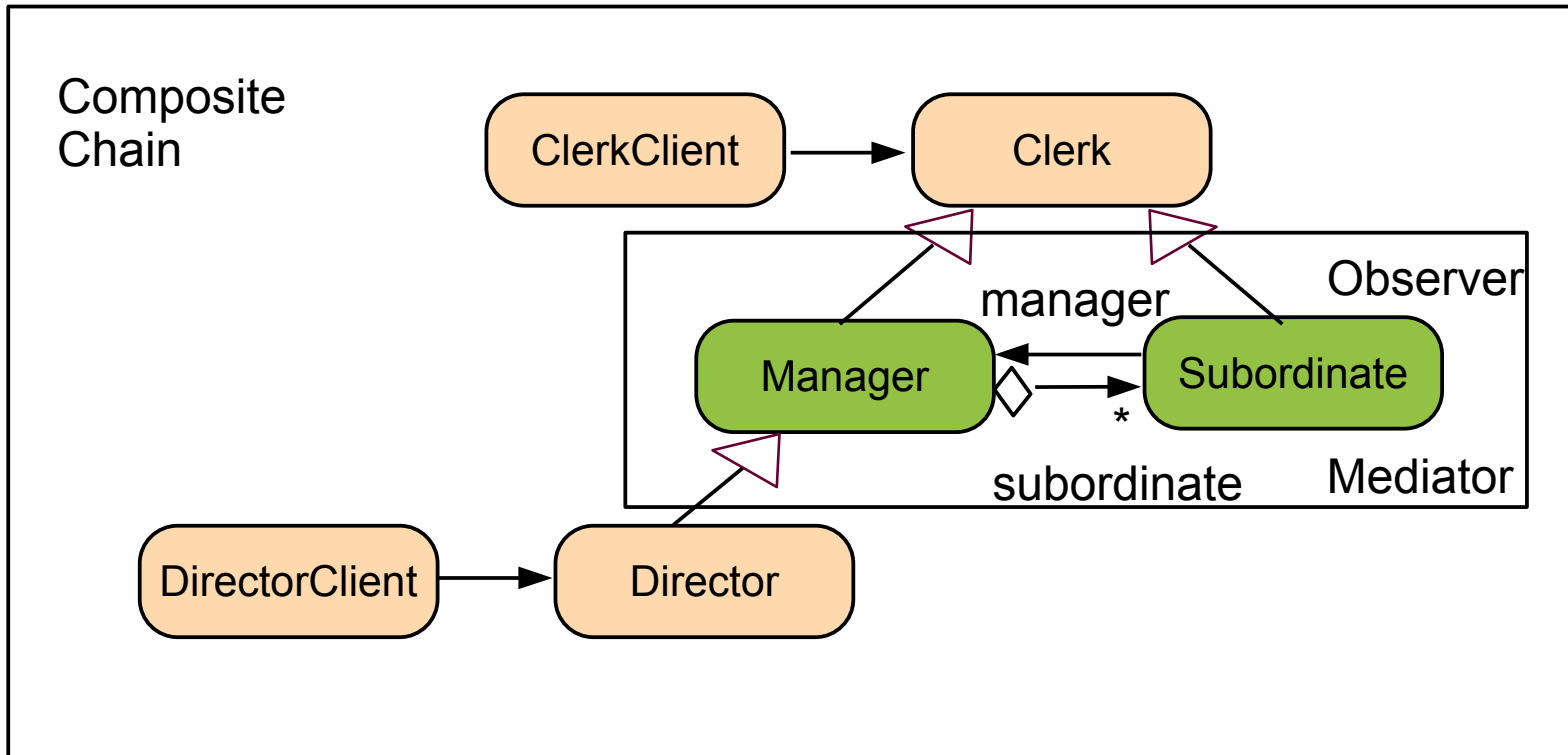 Composite
Chain
ClerkClient
Clerk
Observer
manager
Manager
Subordinate
*
subordinate
Mediator
DirectorClient
Director